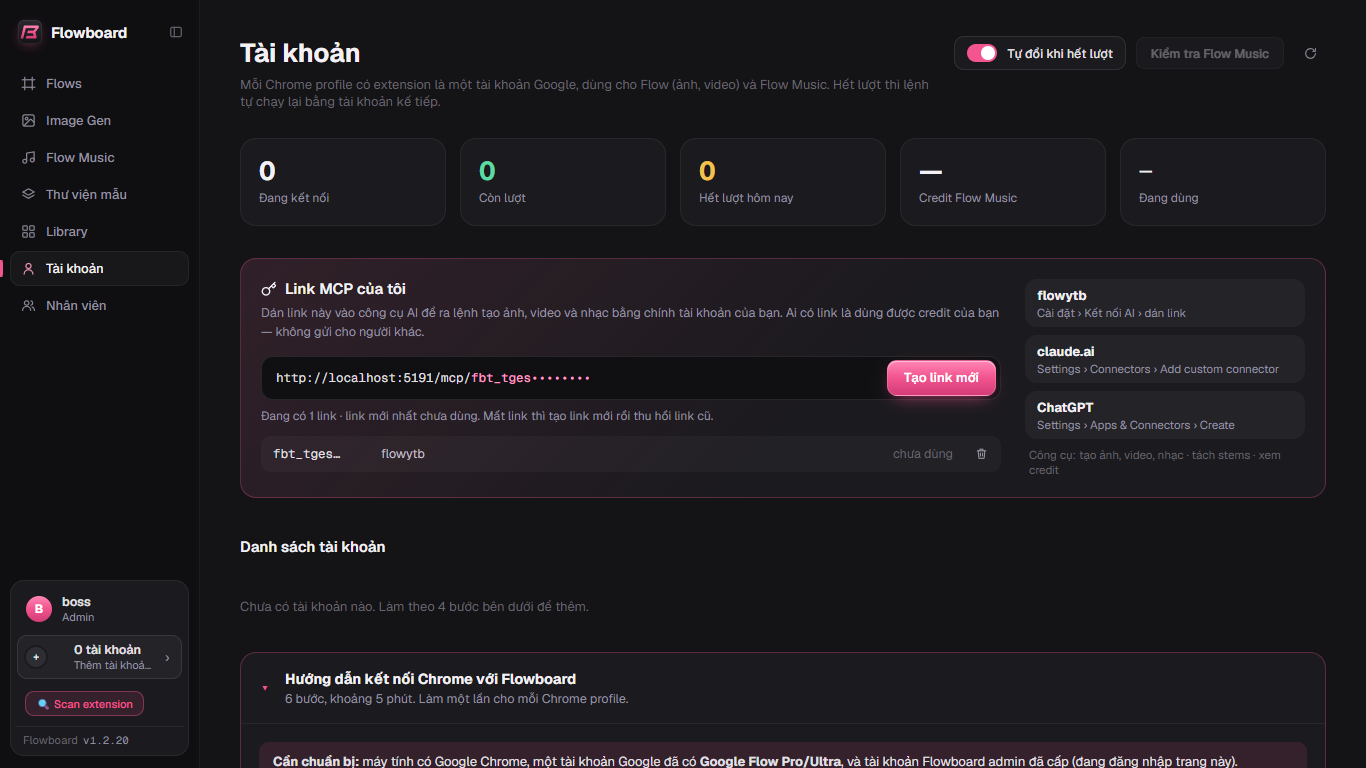 Flowboard
Flows
Image Gen
Flow Music
Thư viện mẫu
Library
Tài khoản
Nhân viên
boss
Admin
0 tài khoản
Thêm tài khoả...
Scan extension
Flowboard v1.2.20
Tài khoản
Mỗi Chrome profile có extension là một tài khoản Google, dùng cho Flow (ảnh, video) và Flow Music. Hết lượt thì lệnh
tự chạy lại bằng tài khoản kế tiếp.
Tự đổi khi hết lượt
Kiểm tra Flow Music
0
Đang kết nối
0
Còn lượt
0
Hết lượt hôm nay
—
Credit Flow Music
—
Đang dùng
Link MCP của tôi
Dán link này vào công cụ AI để ra lệnh tạo ảnh, video và nhạc bằng chính tài khoản của bạn. Ai có link là dùng được credit của bạn
— không gửi cho người khác.
http://localhost:5191/mcp/fbt_tges••••••••
Tạo link mới
Đang có 1 link · link mới nhất chưa dùng. Mất link thì tạo link mới rồi thu hồi link cũ.
fbt_tges… flowytb chưa dùng
flowytb
Cài đặt › Kết nối AI › dán link
claude.ai
Settings › Connectors › Add custom connector
ChatGPT
Settings › Apps & Connectors › Create
Công cụ: tạo ảnh, video, nhạc · tách stems · xem
credit
Danh sách tài khoản
Chưa có tài khoản nào. Làm theo 4 bước bên dưới để thêm.
Hướng dẫn kết nối Chrome với Flowboard
6 bước, khoảng 5 phút. Làm một lần cho mỗi Chrome profile.
Cần chuẩn bị: máy tính có Google Chrome, một tài khoản Google đã có Google Flow Pro/Ultra, và tài khoản Flowboard admin đã cấp (đang đăng nhập trang này).